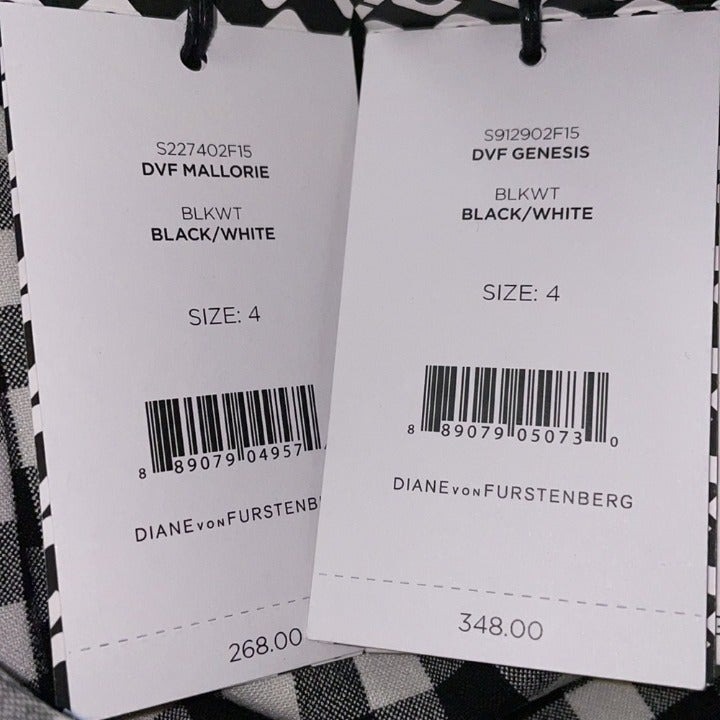 S227402F15
DVF MALLORIE
BLKWT
BLACK/WHITE
SIZE: 4
8 89079 04957
DIANE VON FURSTENB
268.00
S912902F15
DVF GENESIS
BLKWT
BLACK/WHITE
SIZE: 4
8 89079 05073 0
DIANE VON FURSTENBERG
348.00